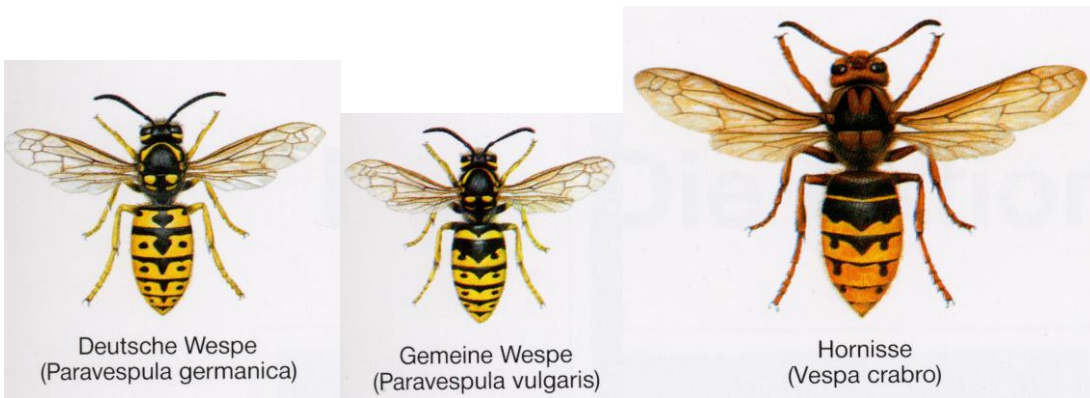 Deutsche Wespe
(Paravespula germanica)
Gemeine Wespe
(Paravespula vulgaris)
Hornisse
(Vespa crabro)